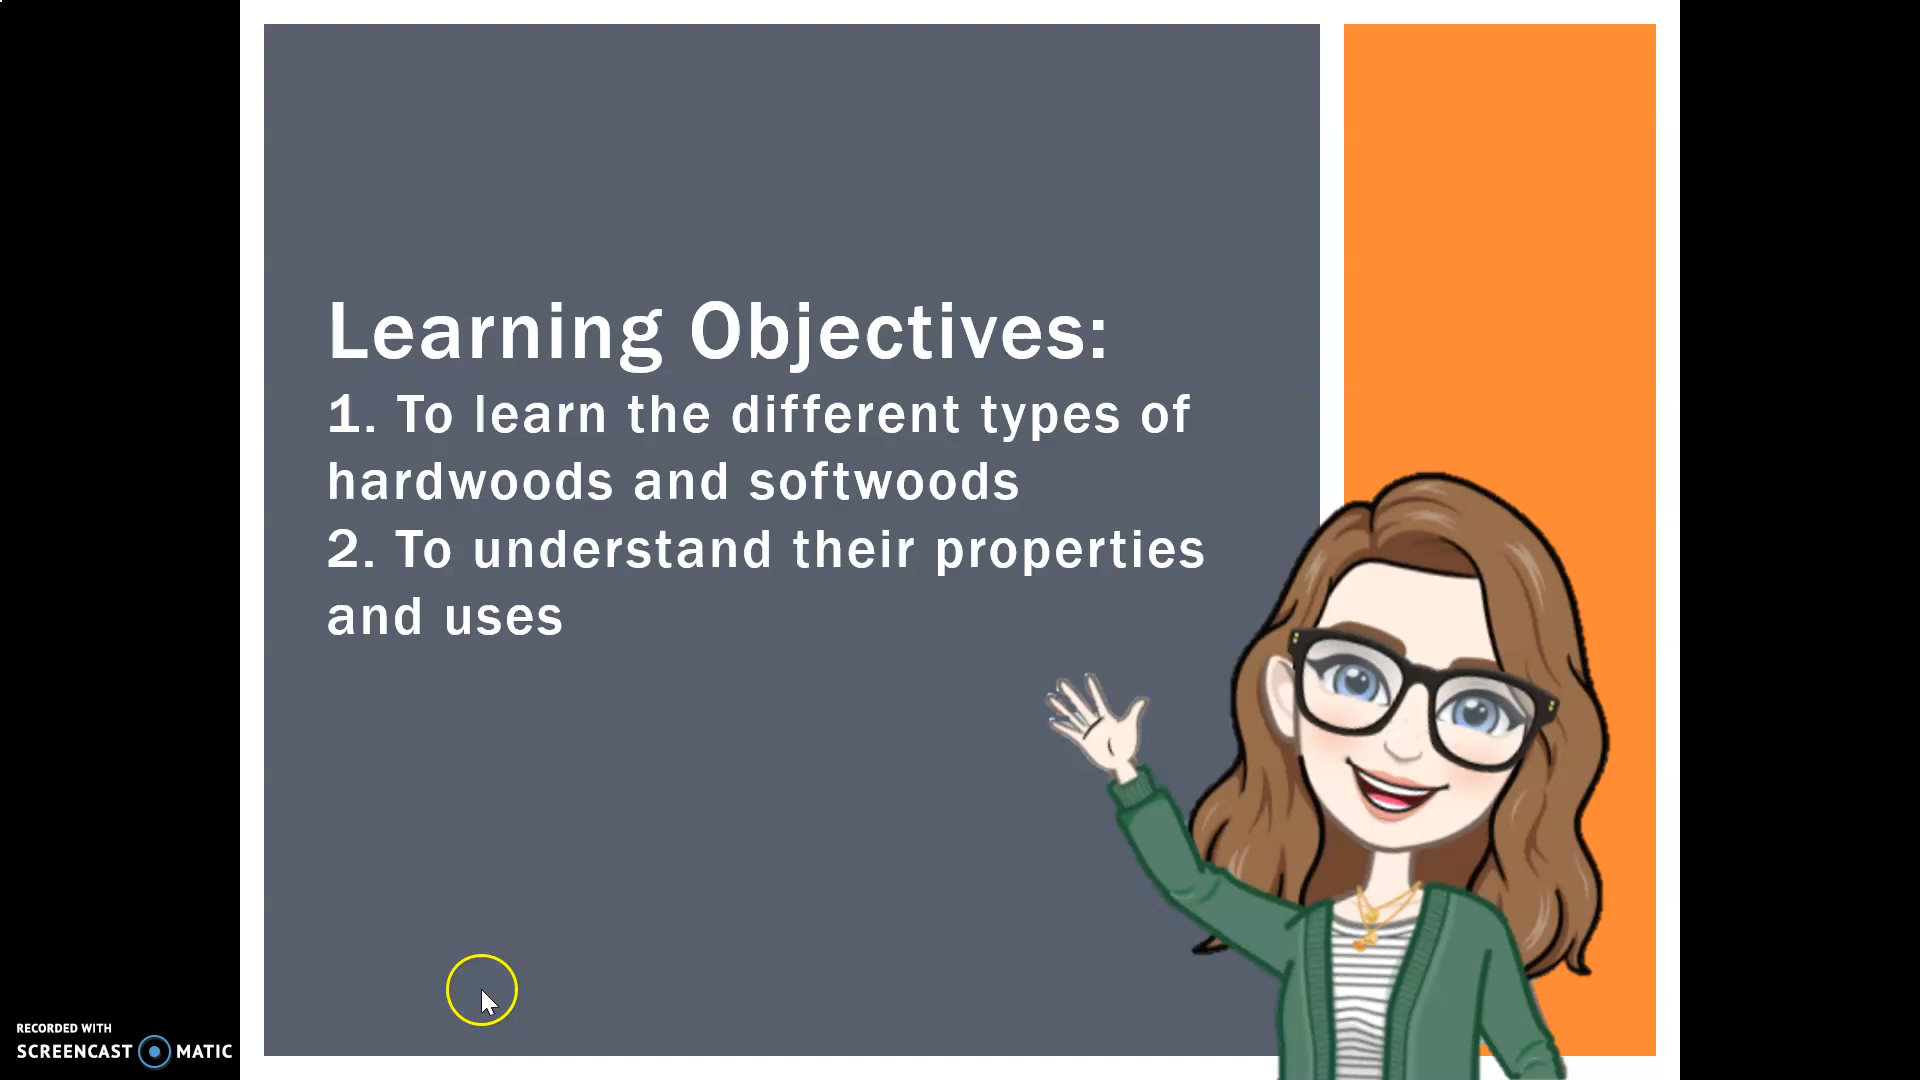 Learning Objectives:
1. To learn the different types of
hardwoods and softwoods
2. To understand their properties
and uses
RECORDED WITH
SCREENCAST MATIC